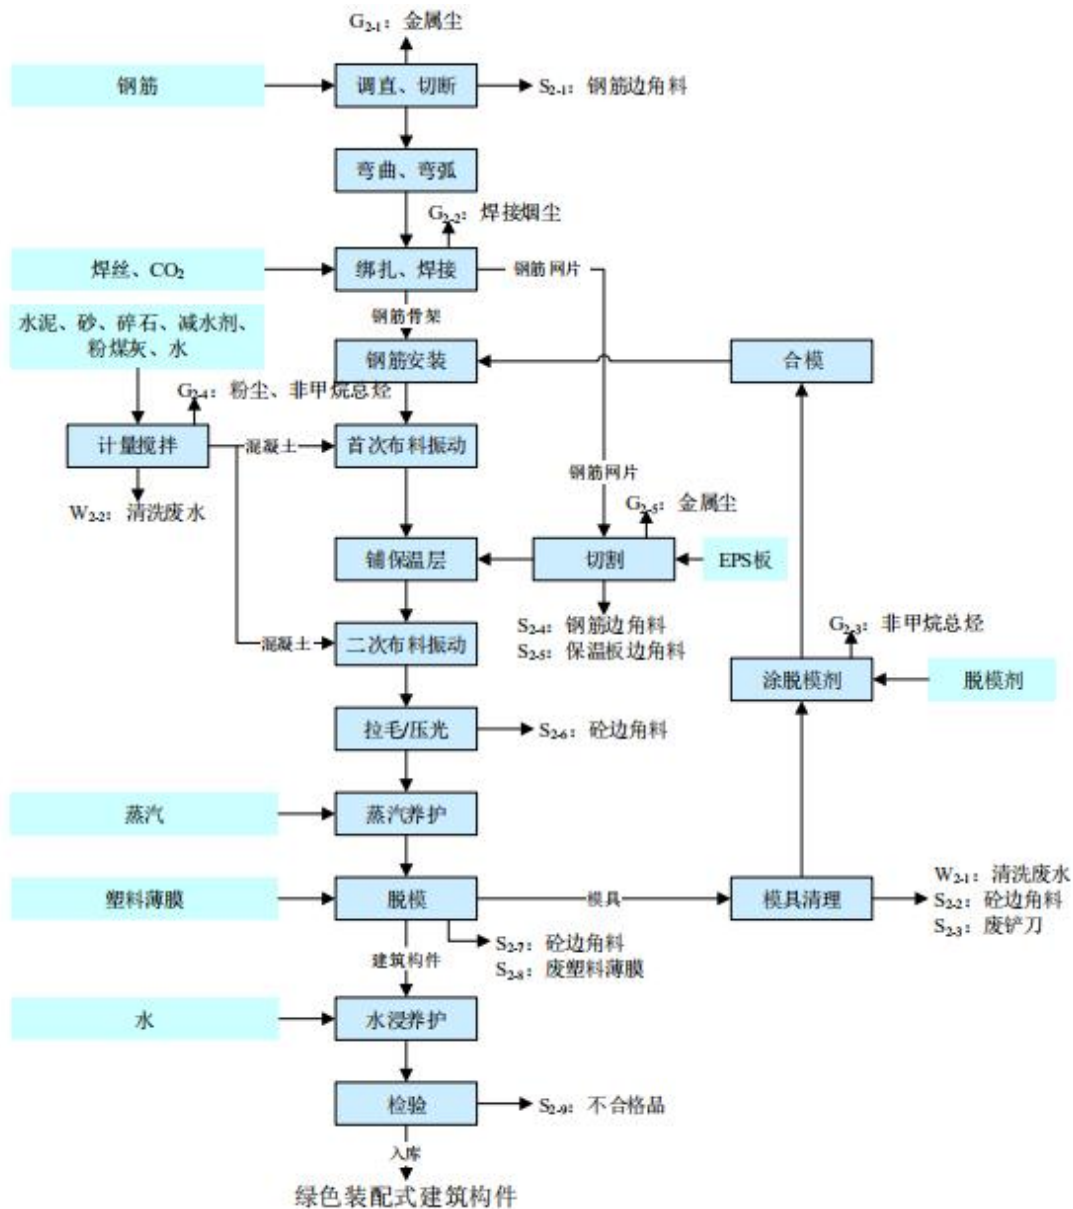 G₂₋₁：金属尘
钢筋
调直、切断
S₂₋₁：钢筋边角料
弯曲、弯弧
G₂₋₂：焊接烟尘
焊丝、CO₂
绑扎、焊接
钢筋网片
水泥、砂、碎石、减水剂、
粉煤灰、水
钢筋骨架
钢筋安装
合模
G₂₋₄：粉尘、非甲烷总烃
计量搅拌
混凝土
首次布料振动
钢筋网片
W₂₋₂：清洗废水
G₂₋₅：金属尘
铺保温层
切割
EPS板
S₂₋₄：钢筋边角料
S₂₋₅：保温板边角料
G₂₋₃：非甲烷总烃
混凝土
二次布料振动
涂脱模剂
脱模剂
拉毛/压光
S₂₋₆：砼边角料
蒸汽
蒸汽养护
塑料薄膜
脱模
模具
模具清理
W₂₋₁：清洗废水
S₂₋₂：砼边角料
S₂₋₃：废铲刀
S₂₋₇：砼边角料
S₂₋₈：废塑料薄膜
建筑构件
水
水浸养护
检验
S₂₋₉：不合格品
入库
绿色装配式建筑构件